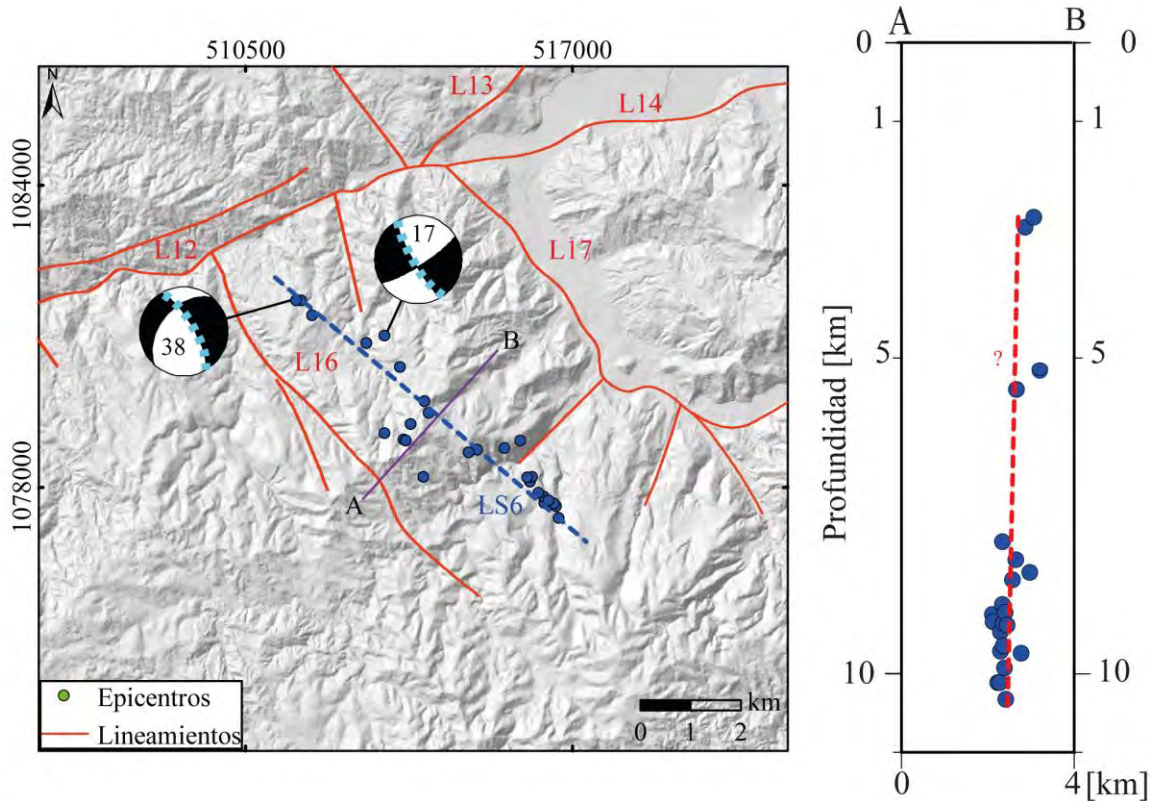 510500 517000
N
1084000
1078000
L13
L14
L12
17
L17
38
L16
B
A
LS6
Epicentros
Lineamientos
km
0 1 2
A B
0 0
1 1
5 5
10 10
?
Profundidad [km]
0 4 [km]